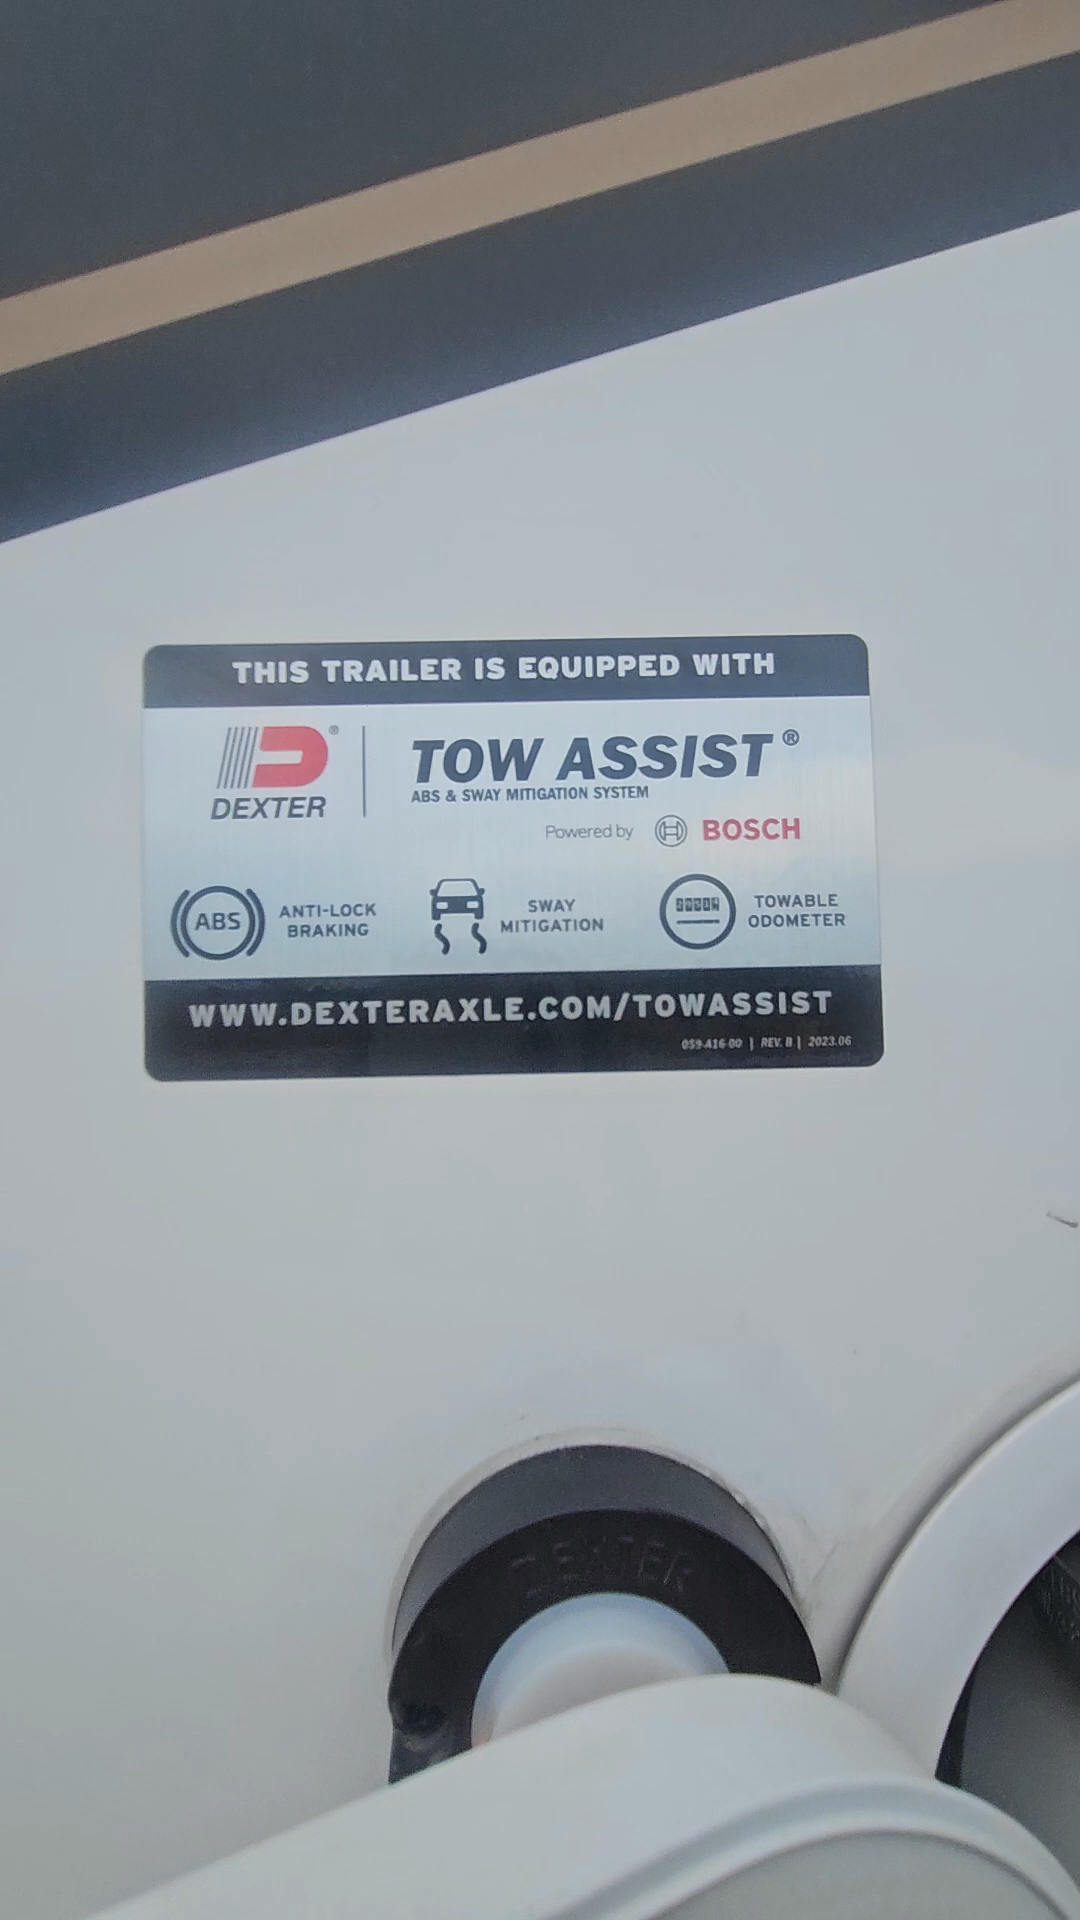 THIS TRAILER IS EQUIPPED WITH
DEXTER®
TOW ASSIST®
ABS & SWAY MITIGATION SYSTEM
Powered by BOSCH
ABS
ANTI-LOCK
BRAKING
SWAY
MITIGATION
TOWABLE
ODOMETER
WWW.DEXTERAXLE.COM/TOWASSIST
059-416-00 | REV. B | 2023.06
DEXTER